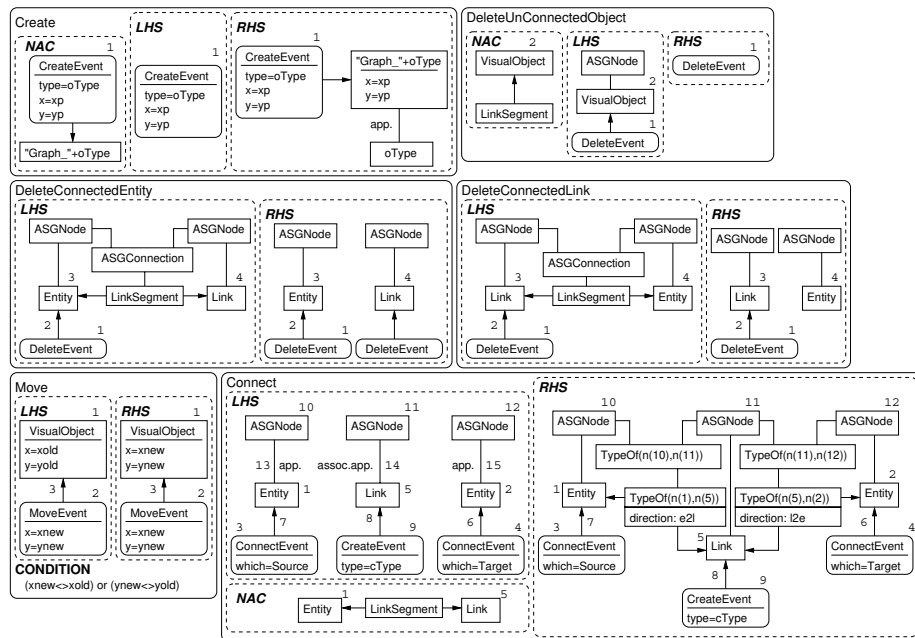 Create
NAC
1
CreateEvent
type=oType
x=xp
y=yp
"Graph_"+oType
LHS
1
CreateEvent
type=oType
x=xp
y=yp
RHS
1
CreateEvent
type=oType
x=xp
y=yp
"Graph_"+oType
x=xp
y=yp
app.
oType
DeleteUnConnectedObject
NAC
2
VisualObject
LinkSegment
LHS
ASGNode
2
VisualObject
1
DeleteEvent
RHS
1
DeleteEvent
DeleteConnectedEntity
LHS
ASGNode
ASGNode
ASGConnection
3
4
Entity
LinkSegment
Link
2
1
DeleteEvent
RHS
ASGNode
ASGNode
3
4
Entity
Link
2
1
DeleteEvent
DeleteEvent
DeleteConnectedLink
LHS
ASGNode
ASGNode
ASGConnection
3
4
Link
LinkSegment
Entity
2
1
DeleteEvent
RHS
ASGNode
ASGNode
3
4
Link
Entity
2
1
DeleteEvent
Move
LHS
1
VisualObject
x=xold
y=yold
3
2
MoveEvent
x=xnew
y=ynew
RHS
1
VisualObject
x=xnew
y=ynew
3
2
MoveEvent
x=xnew
y=ynew
CONDITION
(xnew<>xold) or (ynew<>yold)
Connect
LHS
10
11
12
ASGNode
ASGNode
ASGNode
13 app.
assoc.app. 14
app. 15
Entity 1
Link 5
Entity 2
3 7
8 9
6 4
ConnectEvent
which=Source
CreateEvent
type=cType
ConnectEvent
which=Target
NAC
1
5
Entity
LinkSegment
Link
RHS
10
11
12
ASGNode
ASGNode
ASGNode
TypeOf(n(10),n(11))
TypeOf(n(11),n(12))
1
Entity
TypeOf(n(1),n(5))
direction: e2l
TypeOf(n(5),n(2))
direction: l2e
2
Entity
3 7
5
Link
6 4
ConnectEvent
which=Source
ConnectEvent
which=Target
8 9
CreateEvent
type=cType